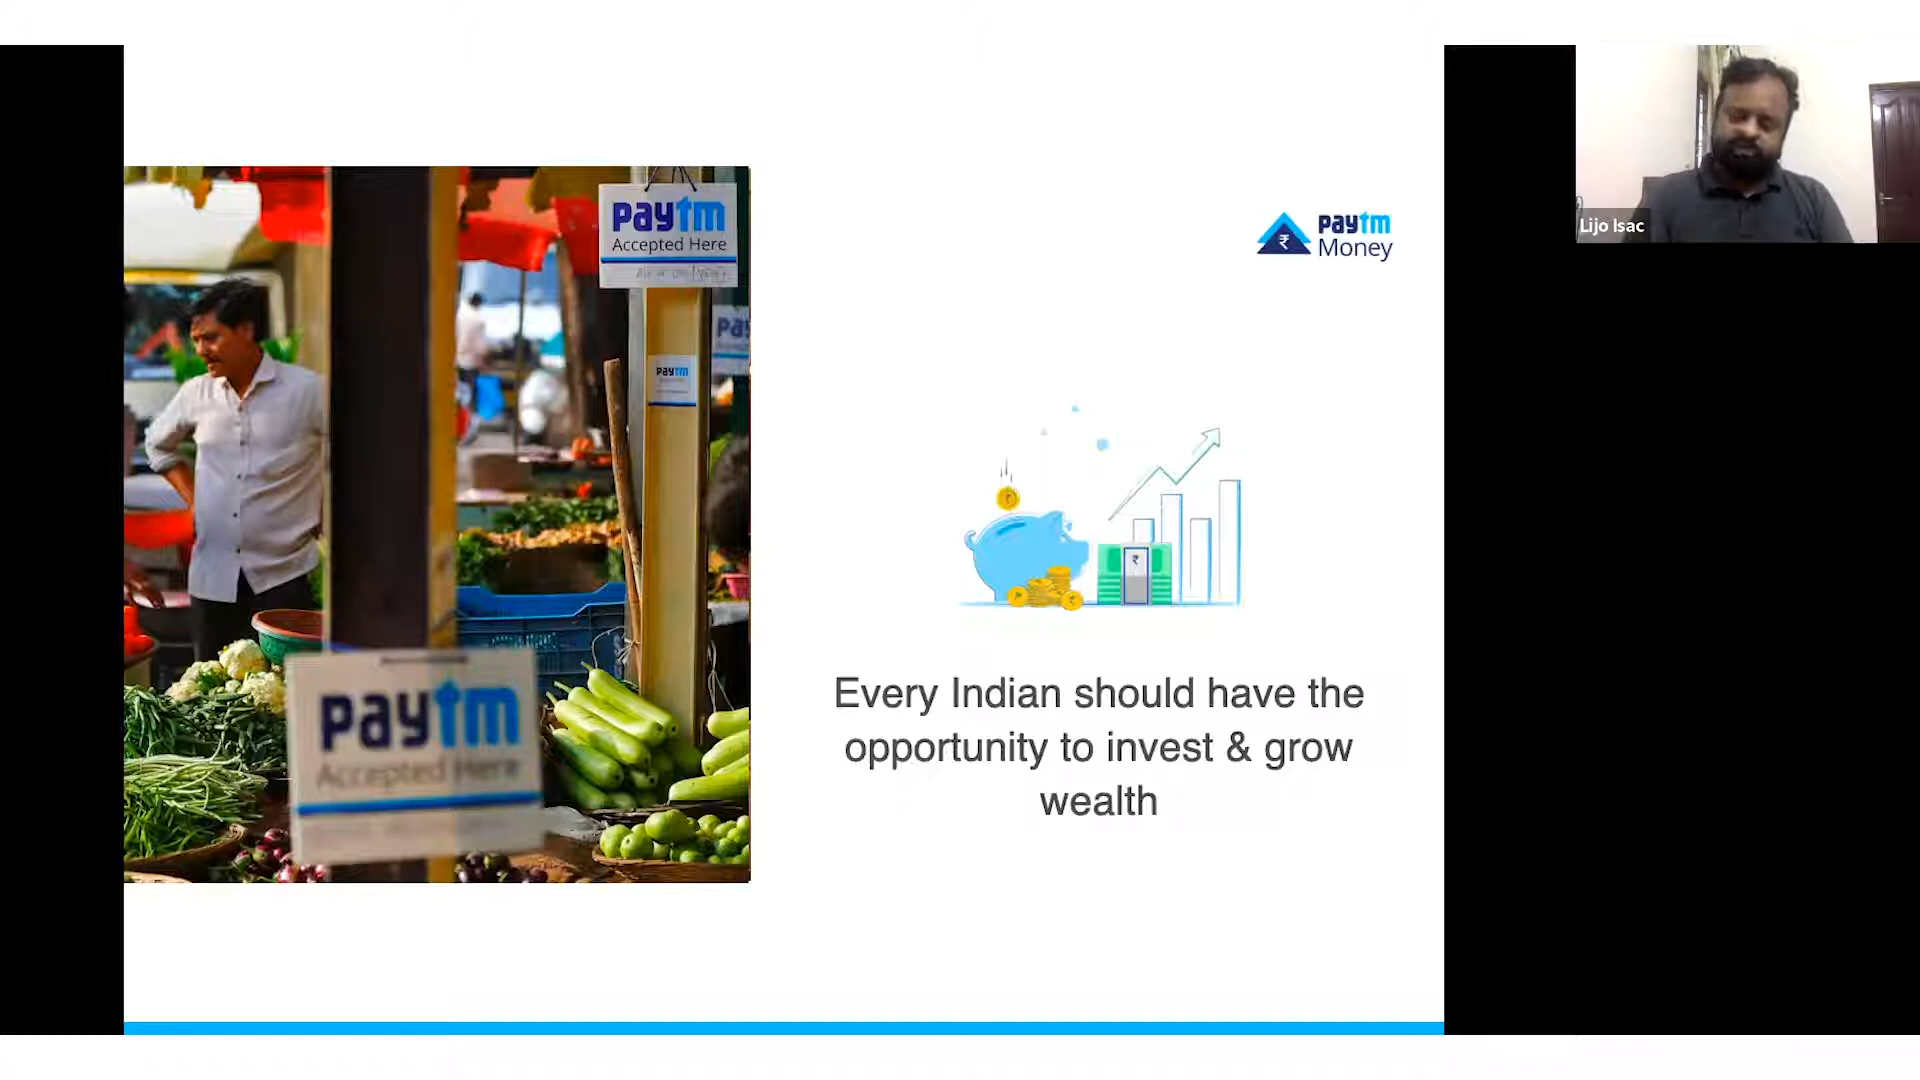 paytm
Accepted Here
paytm
paytm
Accepted Here
paytm
Money
Every Indian should have the
opportunity to invest & grow
wealth
Lijo Isac